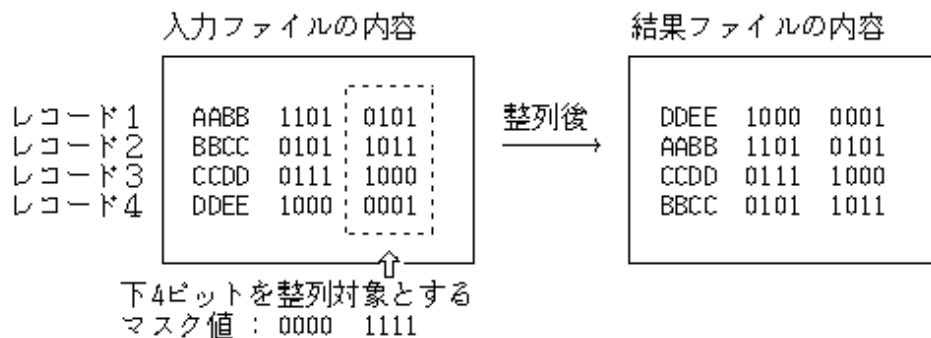 入力ファイルの内容 結果ファイルの内容
レコード1 AABB 1101 0101 整列後 DDEE 1000 0001
レコード2 BBCC 0101 1011 AABB 1101 0101
レコード3 CCDD 0111 1000 CCDD 0111 1000
レコード4 DDEE 1000 0001 BBCC 0101 1011
下4ビットを整列対象とする
マスク値：0000 1111